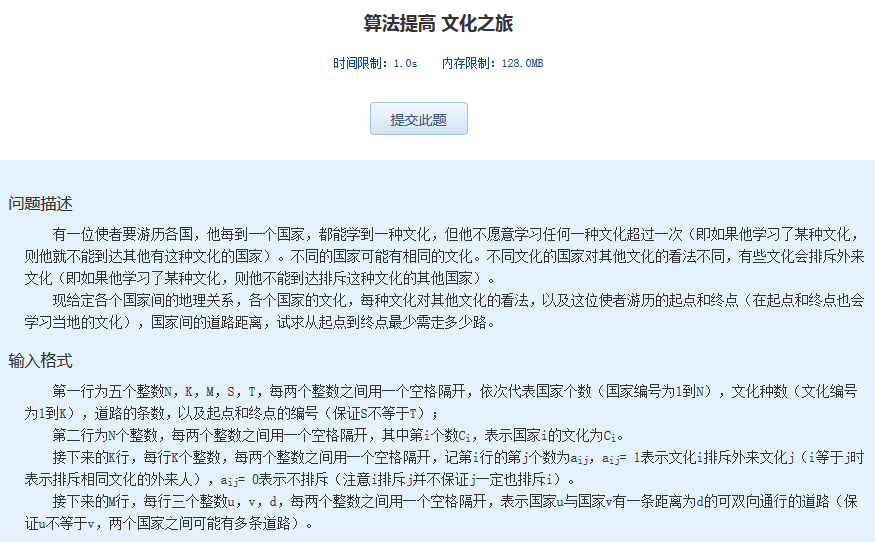 算法提高 文化之旅
时间限制：1.0s 内存限制：128.0MB
提交此题
问题描述
有一位使者要游历各国，他每到一个国家，都能学到一种文化，但他不愿意学习任何一种文化超过一次（即如果他学习了某种文化，
则他就不能到达其他有这种文化的国家）。不同的国家可能有相同的文化。不同文化的国家对其他文化的看法不同，有些文化会排斥外来
文化（即如果他学习了某种文化，则他不能到达排斥这种文化的其他国家）。
现给定各个国家间的地理关系，各个国家的文化，每种文化对其他文化的看法，以及这位使者游历的起点和终点（在起点和终点也会
学习当地的文化），国家间的道路距离，试求从起点到终点最少需走多少路。
输入格式
第一行为五个整数N，K，M，S，T，每两个整数之间用一个空格隔开，依次代表国家个数（国家编号为1到N），文化种数（文化编号
为1到K），道路的条数，以及起点和终点的编号（保证S不等于T）；
第二行为N个整数，每两个整数之间用一个空格隔开，其中第i个数Ci，表示国家i的文化为Ci。
接下来的K行，每行K个整数，每两个整数之间用一个空格隔开，记第i行的第j个数为aij，aij= 1表示文化i排斥外来文化j（i等于j时
表示排斥相同文化的外来人），aij= 0表示不排斥（注意i排斥j并不保证j一定也排斥i）。
接下来的M行，每行三个整数u，v，d，每两个整数之间用一个空格隔开，表示国家u与国家v有一条距离为d的可双向通行的道路（保
证u不等于v，两个国家之间可能有多条道路）。